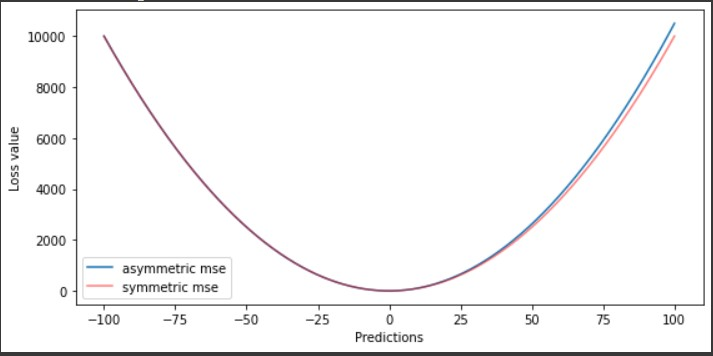 10000
8000
6000
4000
2000
0
Loss value
asymmetric mse
symmetric mse
−100 −75 −50 −25 0 25 50 75 100
Predictions